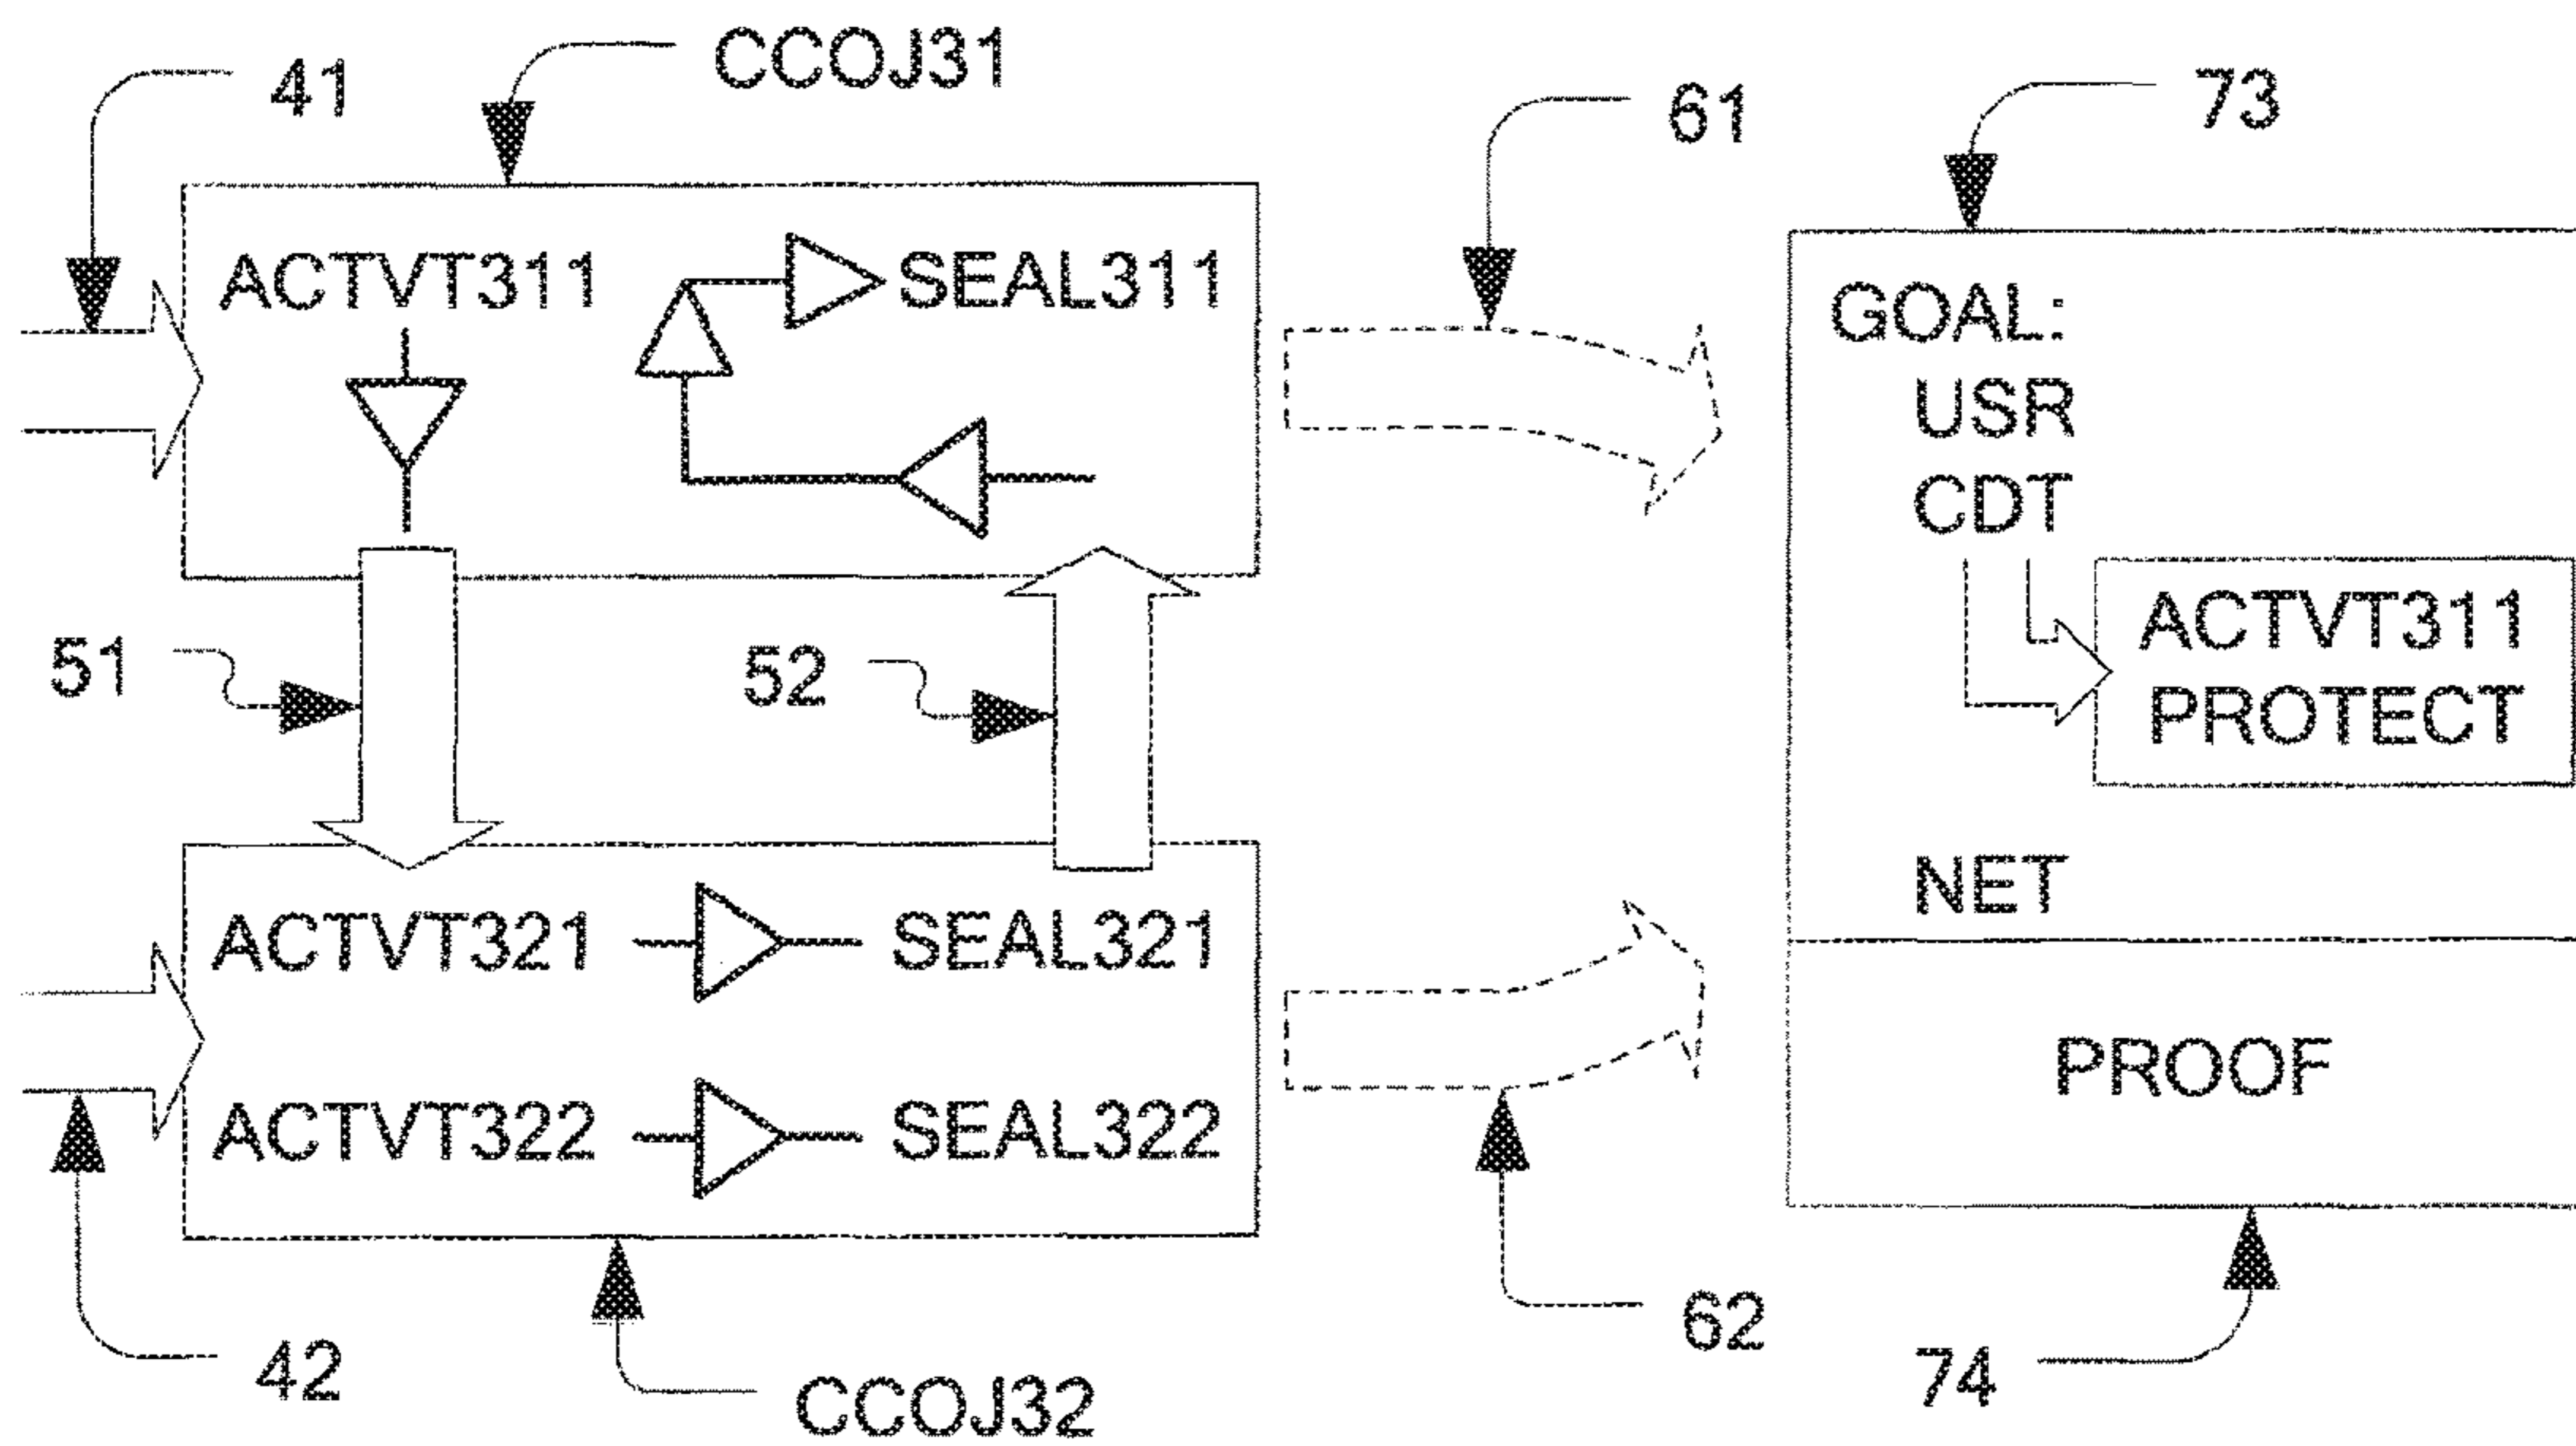 CCOJ31
41
61
73
ACTVT311
SEAL311
GOAL:
USR
CDT
ACTVT311
PROTECT
51
52
NET
ACTVT321
SEAL321
PROOF
ACTVT322
SEAL322
42
62
74
CCOJ32